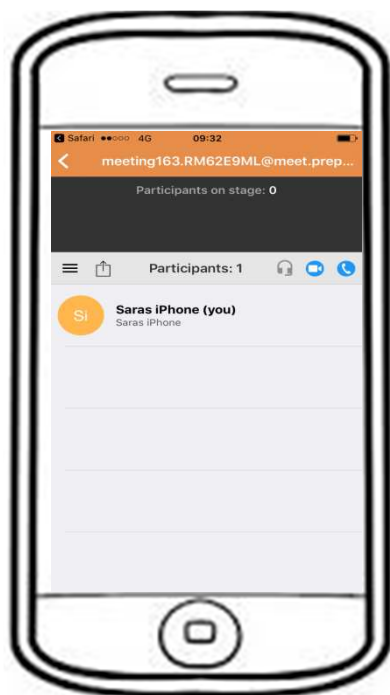 Safari 4G 09:32
meeting163.RM62E9ML@meet.prep...
Participants on stage: 0
Participants: 1
Si
Saras iPhone (you)
Saras iPhone